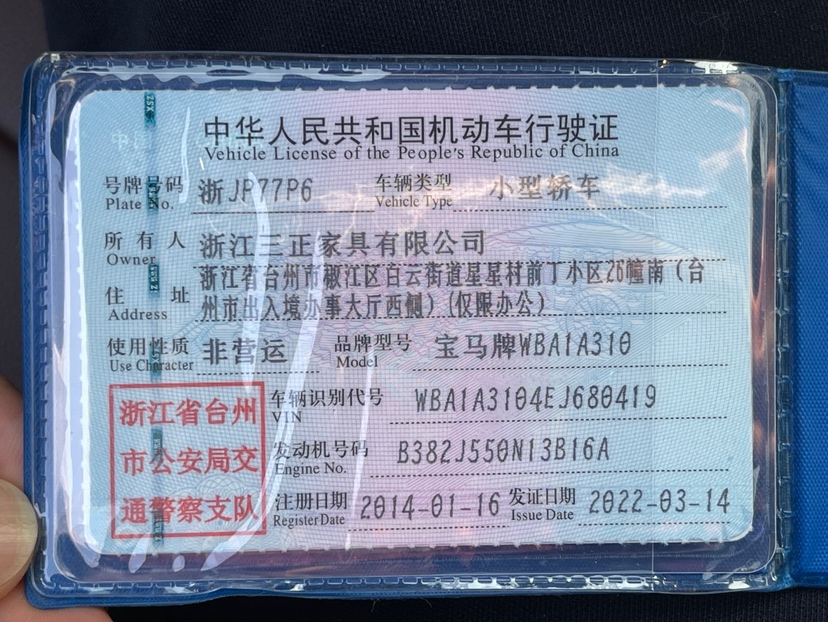 中华人民共和国机动车行驶证
Vehicle License of the People's Republic of China
号牌号码 浙JP77P6 车辆类型 小型轿车
Plate No. Vehicle Type
所有人 浙江三正家具有限公司
Owner
住址 浙江省台州市椒江区白云街道星星村前丁小区26幢南（台
Address 州市出入境办事大厅西侧）(仅限办公)
使用性质 非营运 品牌型号 宝马牌WBA1A310
Use Character Model
浙江省台州
市公安局交
通警察支队
车辆识别代号 WBA1A3104EJ680419
VIN
发动机号码 B382J550N13B16A
Engine No.
注册日期 2014-01-16 发证日期 2022-03-14
Register Date Issue Date